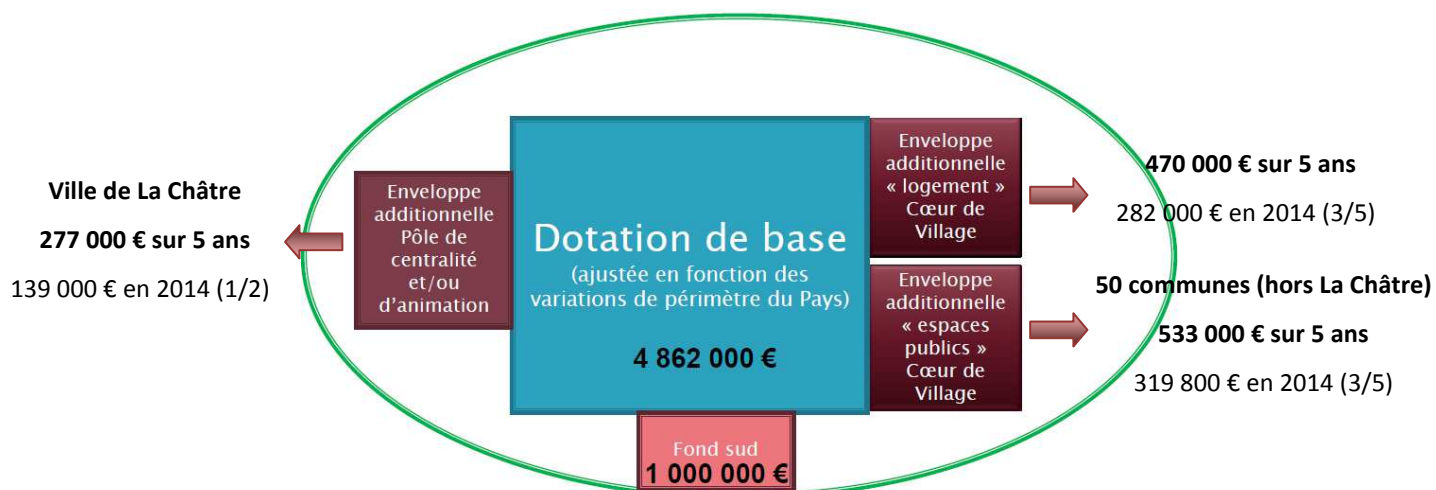 Ville de La Châtre
277 000 € sur 5 ans
139 000 € en 2014 (1/2)
Enveloppe
additionnelle
Pôle de
centralité
et/ou
d'animation
Dotation de base
(ajustée en fonction des
variations de périmètre du Pays)
4 862 000 €
Enveloppe
additionnelle
« logement »
Cœur de
Village
470 000 € sur 5 ans
282 000 € en 2014 (3/5)
Enveloppe
additionnelle
« espaces
publics »
Cœur de
Village
50 communes (hors La Châtre)
533 000 € sur 5 ans
319 800 € en 2014 (3/5)
Fond sud
1 000 000 €